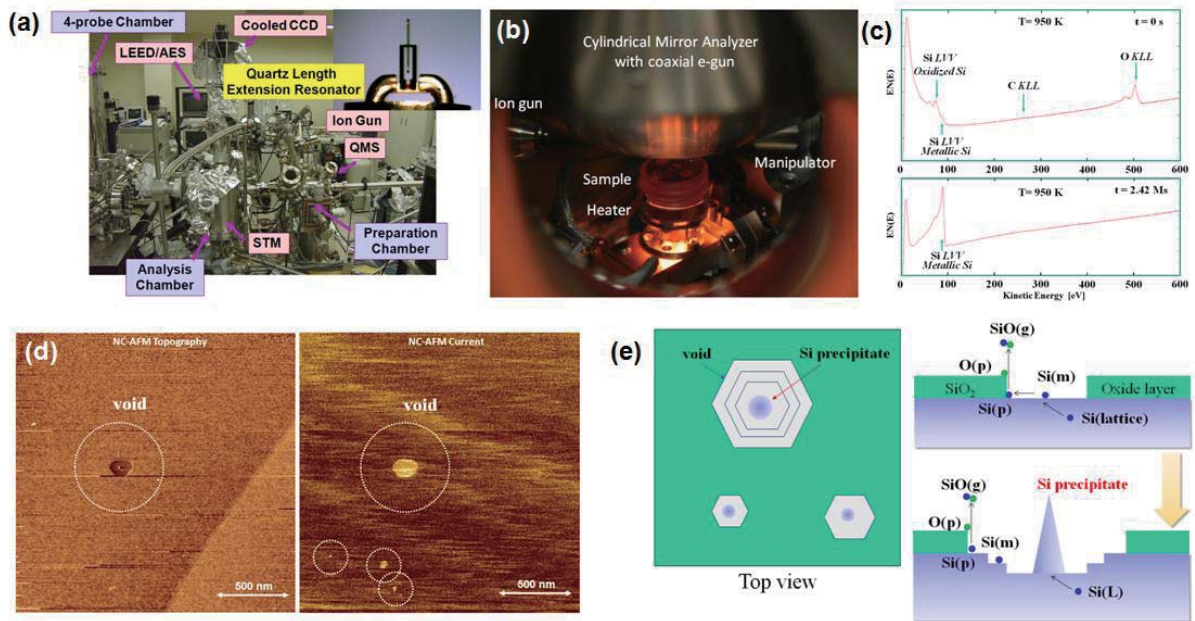 (a)
4-probe Chamber
Cooled CCD
LEED/AES
Quartz Length
Extension Resonator
Ion Gun
QMS
STM
Preparation
Chamber
Analysis
Chamber
(b)
Cylindrical Mirror Analyzer
with coaxial e-gun
Ion gun
Manipulator
Sample
Heater
(c)
T= 950 K
t = 0 s
EN(E)
Si LVV
Oxidized Si
C KLL
O KLL
Si LVV
Metallic Si
0 100 200 300 400 500 600
T= 950 K
t = 2.42 Ms
EN(E)
Si LVV
Metallic Si
0 100 200 300 400 500 600
Kinetic Energy [eV]
(d)
NC-AFM Topography
void
500 nm
NC-AFM Current
void
500 nm
(e)
void
Si precipitate
Top view
SiO(g)
O(p)
Si(m)
SiO₂
Oxide layer
Si(p)
Si(lattice)
Si precipitate
SiO(g)
O(p)
Si(m)
Si(p)
Si(L)